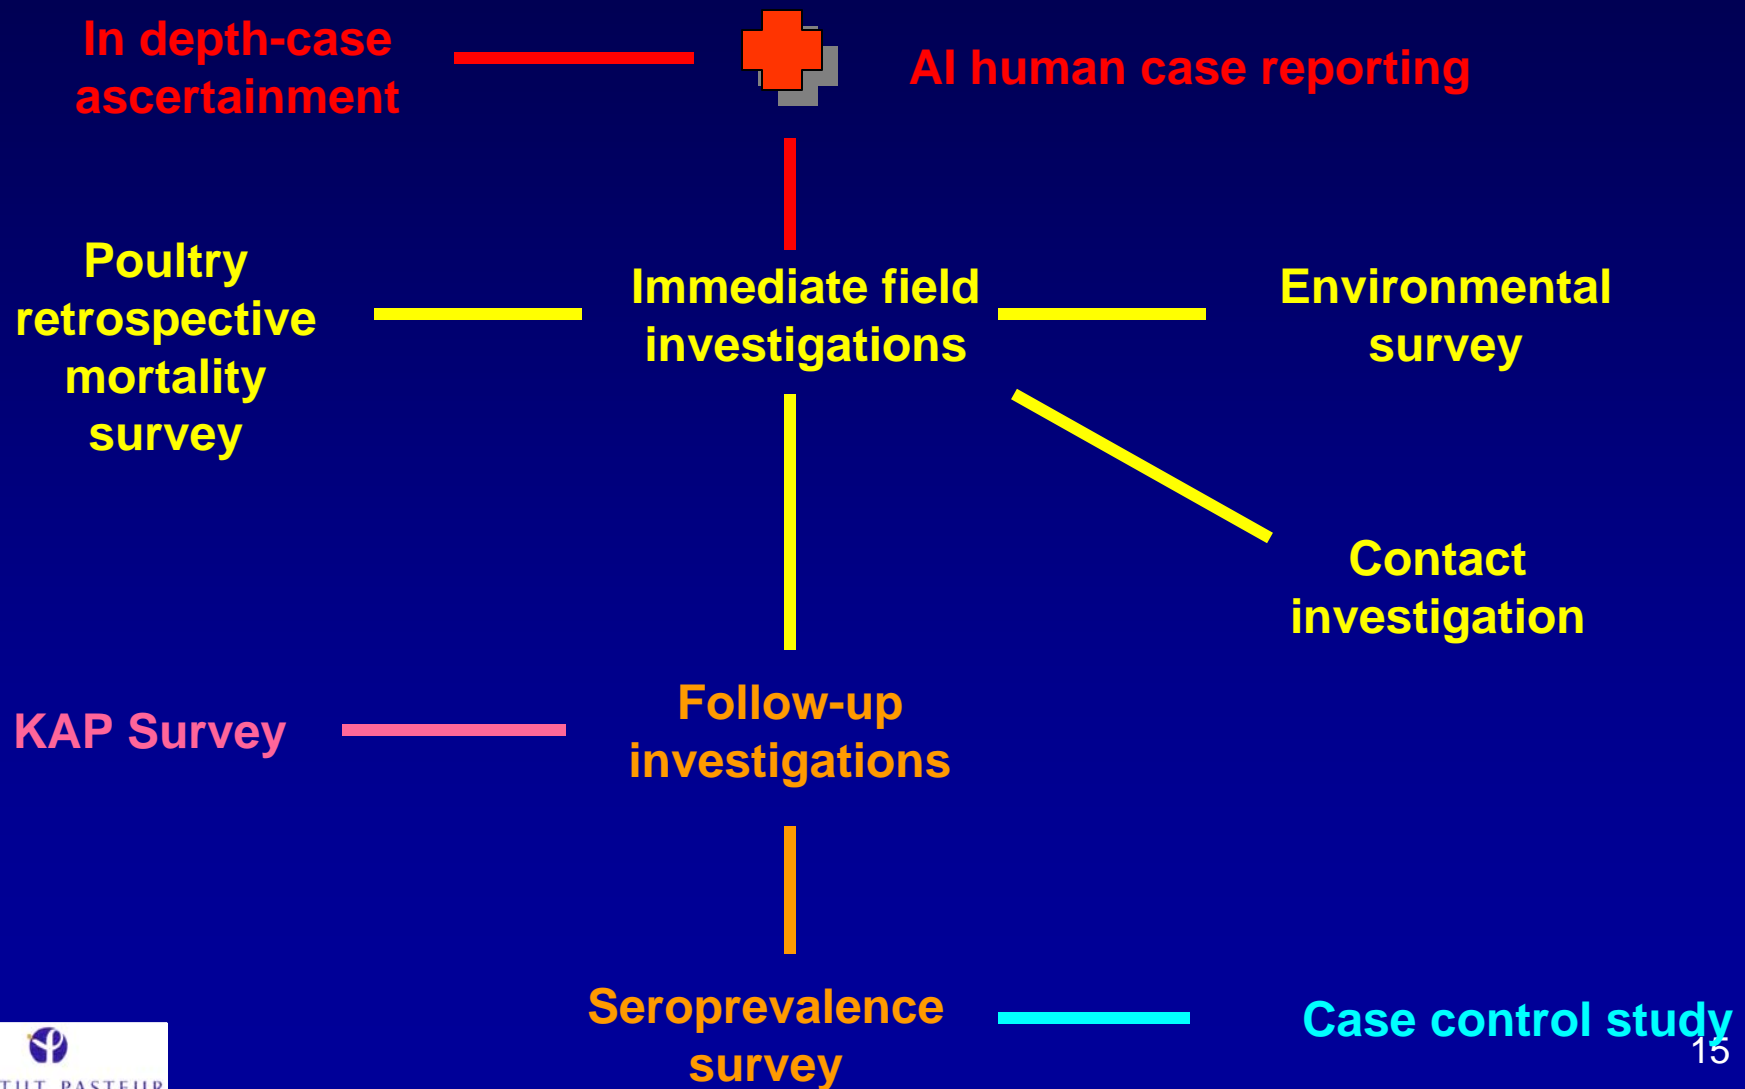 In depth-case
ascertainment
AI human case reporting
Poultry
retrospective
mortality
survey
Immediate field
investigations
Environmental
survey
Contact
investigation
KAP Survey
Follow-up
investigations
Seroprevalence
survey
Case control study
15
PASTEUR